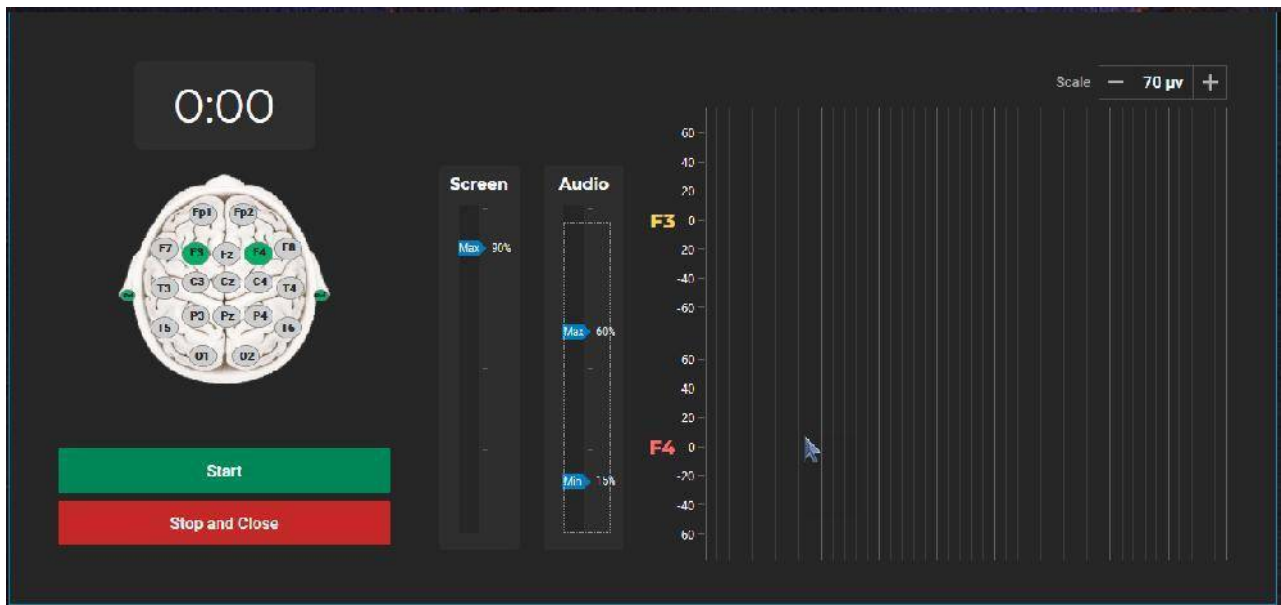 0:00
Scale — 70 μv +
Fp1 Fp2
F7 F3 Fz F4 F8
T3 C3 Cz C4 T4
T5 P3 Pz P4 T6
O1 O2
Start
Stop and Close
Screen
Max 90%
Audio
Max 60%
Min 15%
60
40
20
F3 0
20
-40
-60
60
40
20
F4 0
-20
-40
60